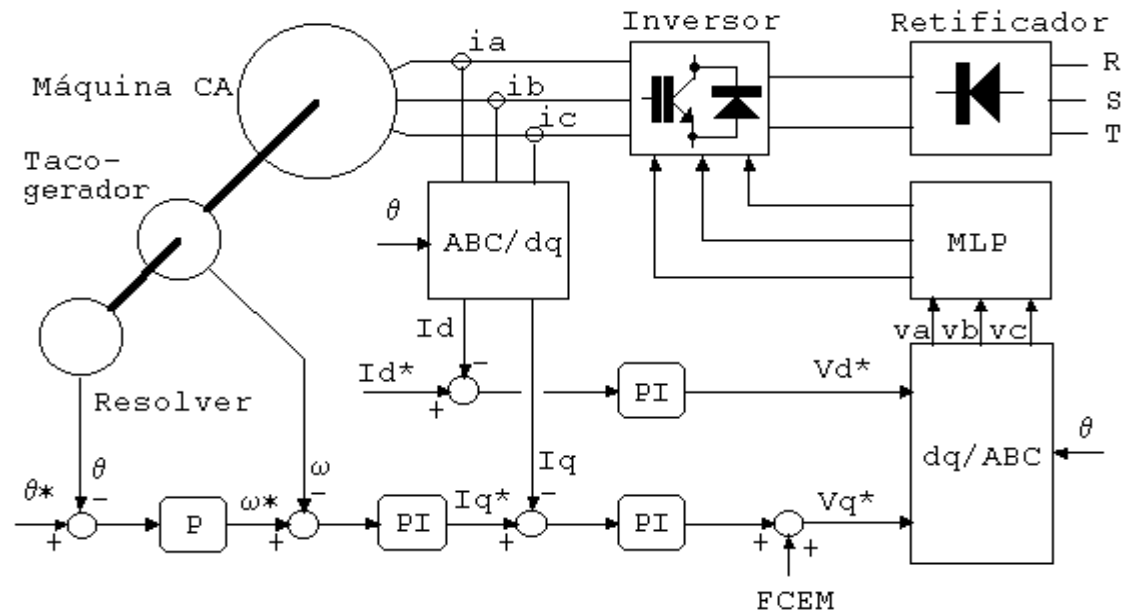 Inversor
Retificador
ia
ib
ic
R
S
T
Máquina CA
Taco-
gerador
θ
ABC/dq
MLP
Id
va vb vc
Id*
-
+
PI
Vd*
Resolver
θ
dq/ABC
θ
-
ω
-
Iq
-
θ*
+
P
ω*
+
PI
Iq*
+
PI
+
+
Vq*
FCEM